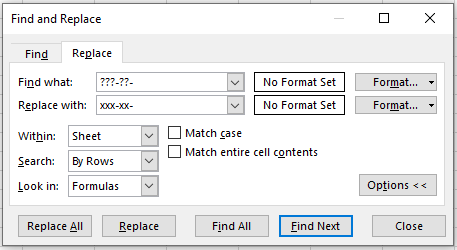 Find and Replace
Find Replace
Find what: ???-??- No Format Set Format...
Replace with: xxx-xx- No Format Set Format...
Within: Sheet Match case
Search: By Rows Match entire cell contents
Look in: Formulas Options <<
Replace All Replace Find All Find Next Close